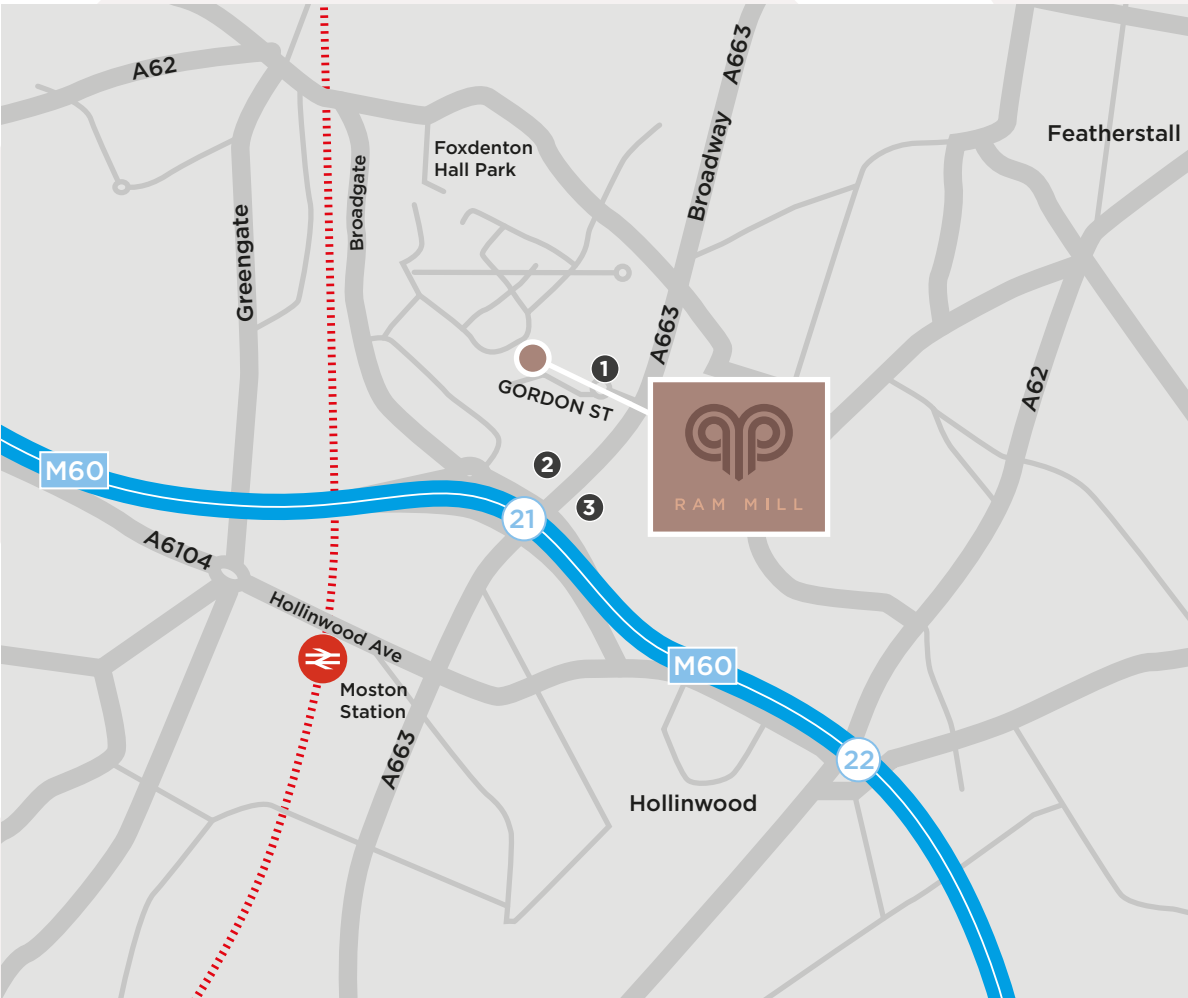 A62
A663
Featherstall
Foxdenton
Hall Park
Broadway
Broadgate
Greengate
A663
1
GORDON ST
A62
RAM MILL
M60
2
3
21
A6104
Hollinwood Ave
M60
Moston
Station
A663
22
Hollinwood